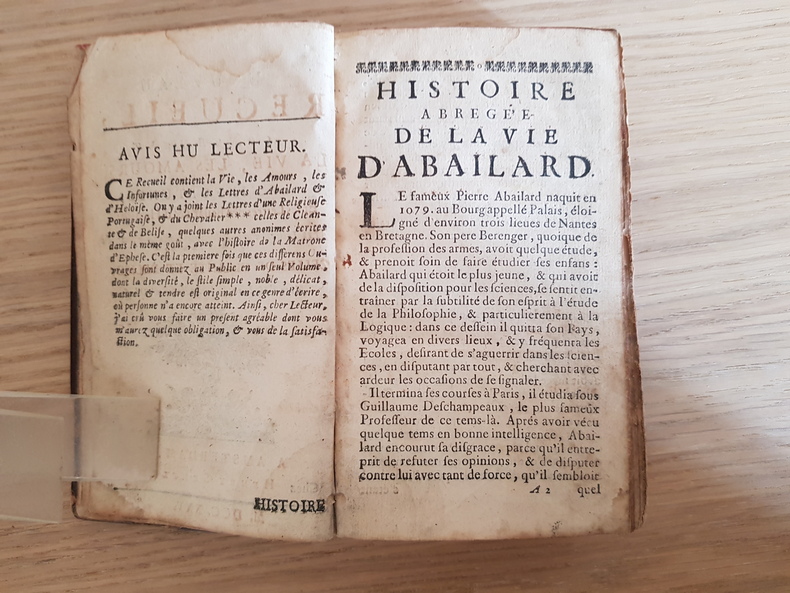 AVIS HU LECTEUR.
CE Recueil contient la Vie, les Amours, les
Infortunes, & les Lettres d'Abailard &
d'Heloise. On y a joint les Lettres d'une Religieuse
Portugaise, & du Chevalier *** celles de Clean-
te & de Belise, quelques autres anonimes écrites
dans le même goût, avec l'histoire de la Matrone
d'Ephese. C'est la ptemiere fois que ces differens Ou-
vrages sont donnez au Public en un seul Volume,
dont la diversité, le stile simple, noble, délicat,
naturel & tendre est original en ce genre d'écrire,
où personne n'a encore atteint. Ainsi, cher Lecteur,
j'ai crû vous faire un present agréable dont vous
m'aurez quelque obligation, & vous de la satisfa-
ction.
HISTOIRE
HISTOIRE
ABREGÉE
DE LA VIE
D'ABAILARD.
LE fameux Pierre Abailard naquit en
1079. au Bourg appellé Palais, éloi-
gné d'environ trois lieues de Nantes
en Bretagne. Son pere Berenger, quoique de
la profession des armes, avoit quelque étude,
& prenoit soin de faire étudier ses enfans:
Abailard qui étoit le plus jeune, & qui avoit
de la disposition pour les sciences, se sentit en-
traîner par la subtilité de son esprit à l'étude
de la Philosophie, & particulierement à la
Logique: dans ce dessein il quitta son Pays,
voyagea en divers lieux, & y fréquenta les
Ecoles, desirant de s'aguerrir dans les scien-
ces, en disputant par tout, & cherchant avec
ardeur les occasions de se signaler.
Il termina ses courses à Paris, il étudia sous
Guillaume Deschampeaux, le plus fameux
Professeur de ce tems-là. Aprés avoir vécu
quelque tems en bonne intelligence, Abai-
lard encourut sa disgrace, parce qu'il entre-
prit de refuter ses opinions, & de disputer
contre lui avec tant de force, qu'il sembloit
A 2 quel